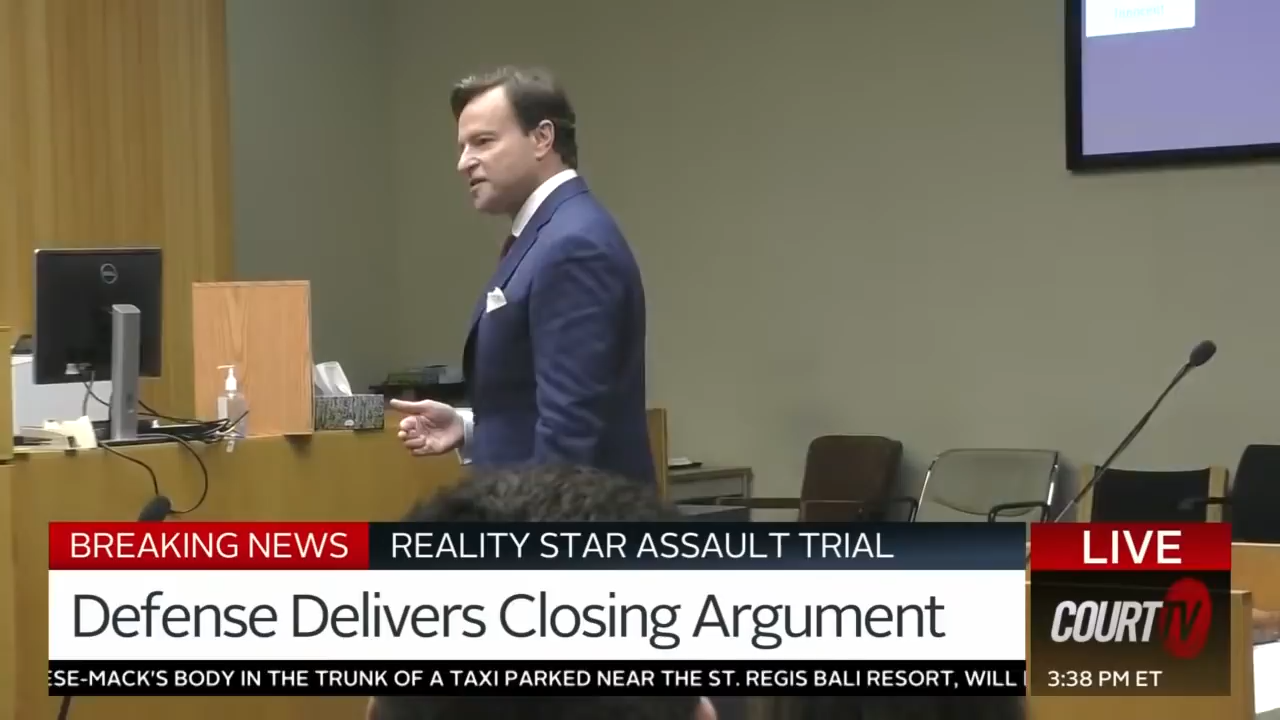 BREAKING NEWS
REALITY STAR ASSAULT TRIAL
LIVE
Defense Delivers Closing Argument
COURT TV
ESE-MACK'S BODY IN THE TRUNK OF A TAXI PARKED NEAR THE ST. REGIS BALI RESORT, WILL
3:38 PM ET